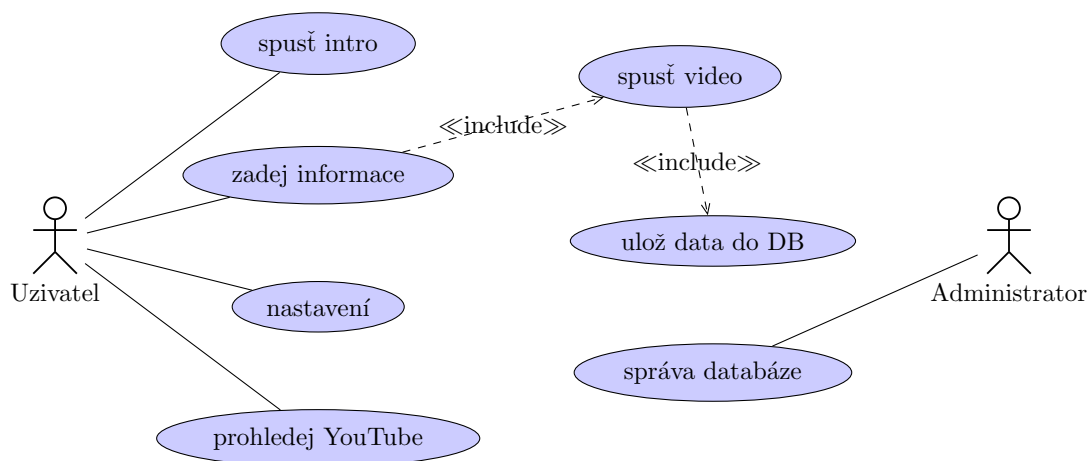 spusť intro
spusť video
≪include≫
zadej informace
≪include≫
ulož data do DB
Uzivatel
Administrator
nastavení
správa databáze
prohledej YouTube